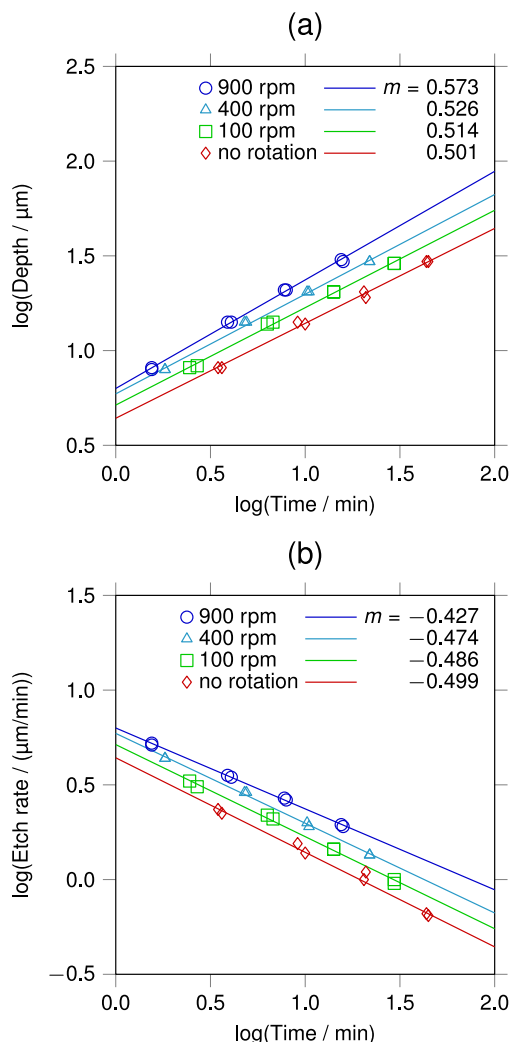 (a)
2.5
900 rpm m = 0.573
400 rpm 0.526
100 rpm 0.514
no rotation 0.501
2.0
1.5
1.0
0.5
log(Depth / μm)
0.0 0.5 1.0 1.5 2.0
log(Time / min)
(b)
1.5
900 rpm m = −0.427
400 rpm −0.474
100 rpm −0.486
no rotation −0.499
1.0
0.5
0.0
−0.5
log(Etch rate / (μm/min))
0.0 0.5 1.0 1.5 2.0
log(Time / min)